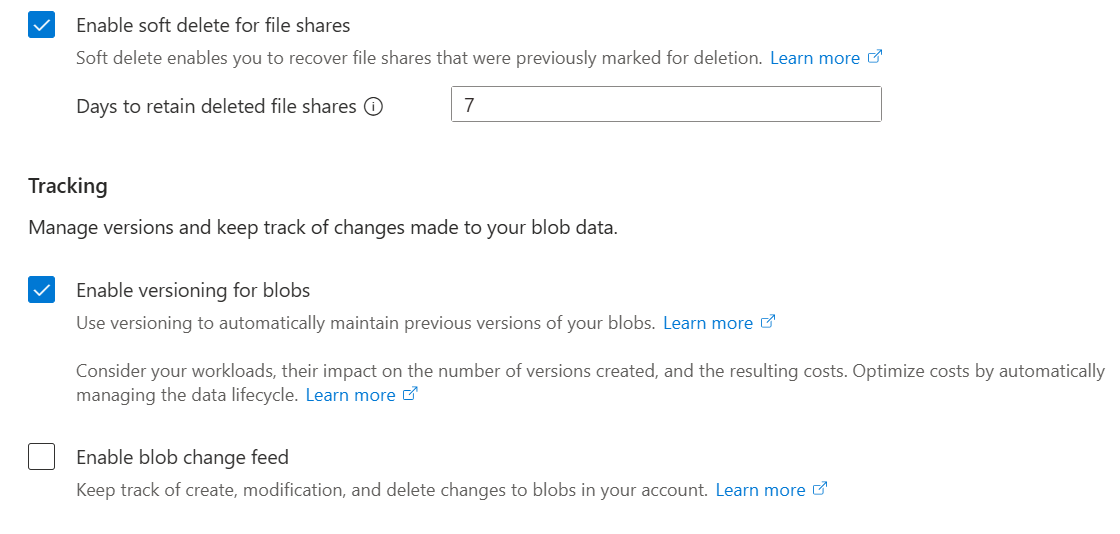 Enable soft delete for file shares
Soft delete enables you to recover file shares that were previously marked for deletion. Learn more
Days to retain deleted file shares 7
Tracking
Manage versions and keep track of changes made to your blob data.
Enable versioning for blobs
Use versioning to automatically maintain previous versions of your blobs. Learn more
Consider your workloads, their impact on the number of versions created, and the resulting costs. Optimize costs by automatically
managing the data lifecycle. Learn more
Enable blob change feed
Keep track of create, modification, and delete changes to blobs in your account. Learn more